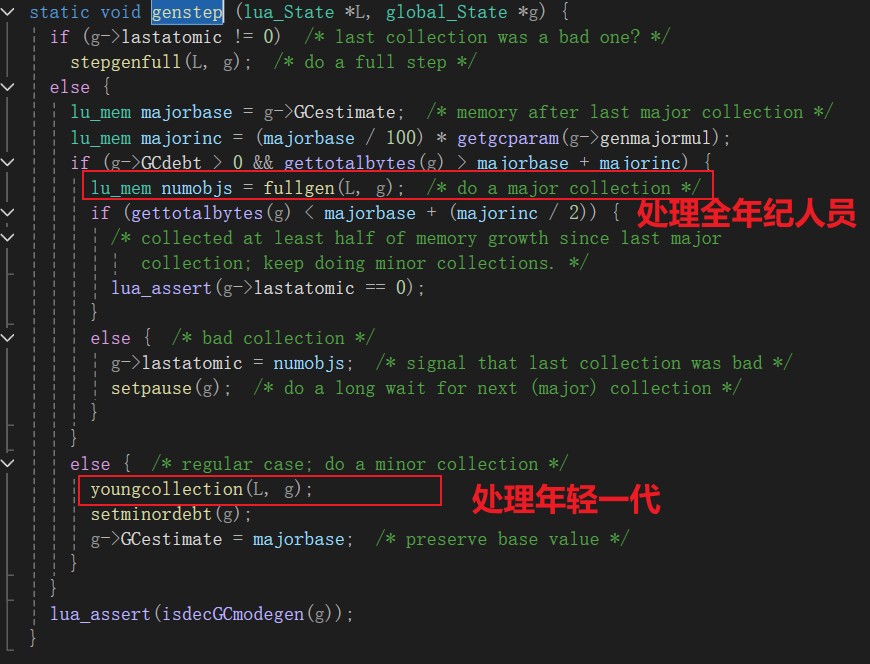 static void genstep (lua_State *L, global_State *g) {
if (g->lastatomic != 0)  /* last collection was a bad one? */
stepgenfull(L, g);  /* do a full step */
else {
lu_mem majorbase = g->GCestimate;  /* memory after last major collection */
lu_mem majorinc = (majorbase / 100) * getgcparam(g->genmajormul);
if (g->GCdebt > 0 && gettotalbytes(g) > majorbase + majorinc) {
lu_mem numobjs = fullgen(L, g);  /* do a major collection */
if (gettotalbytes(g) < majorbase + (majorinc / 2)) {
处理全年纪人员
/* collected at least half of memory growth since last major
collection; keep doing minor collections. */
lua_assert(g->lastatomic == 0);
}
else {  /* bad collection */
g->lastatomic = numobjs;  /* signal that last collection was bad */
setpause(g);  /* do a long wait for next (major) collection */
}
}
else {  /* regular case; do a minor collection */
youngcollection(L, g);
处理年轻一代
setminordebt(g);
g->GCestimate = majorbase;  /* preserve base value */
}
}
lua_assert(isdecGCmodegen(g));
}